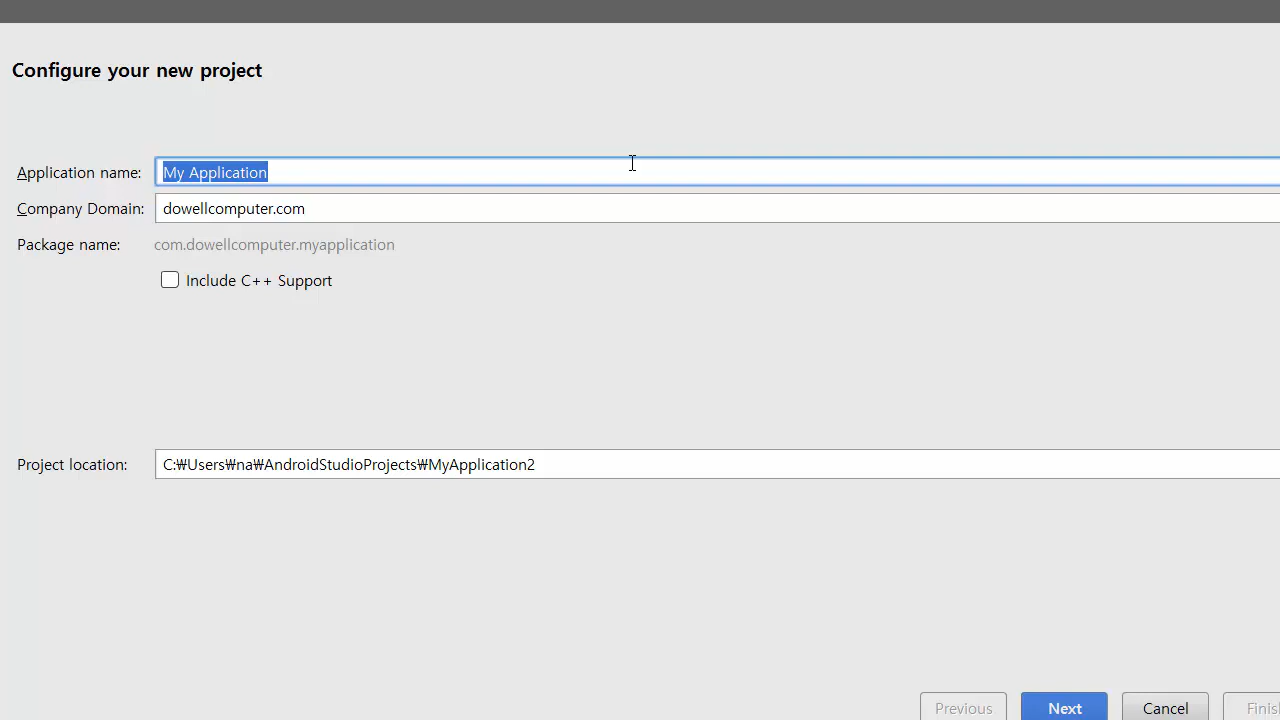 Configure your new project
Application name: My Application
Company Domain: dowellcomputer.com
Package name: com.dowellcomputer.myapplication
Include C++ Support
Project location: C:₩Users₩na₩AndroidStudioProjects₩MyApplication2
Previous Next Cancel Finis